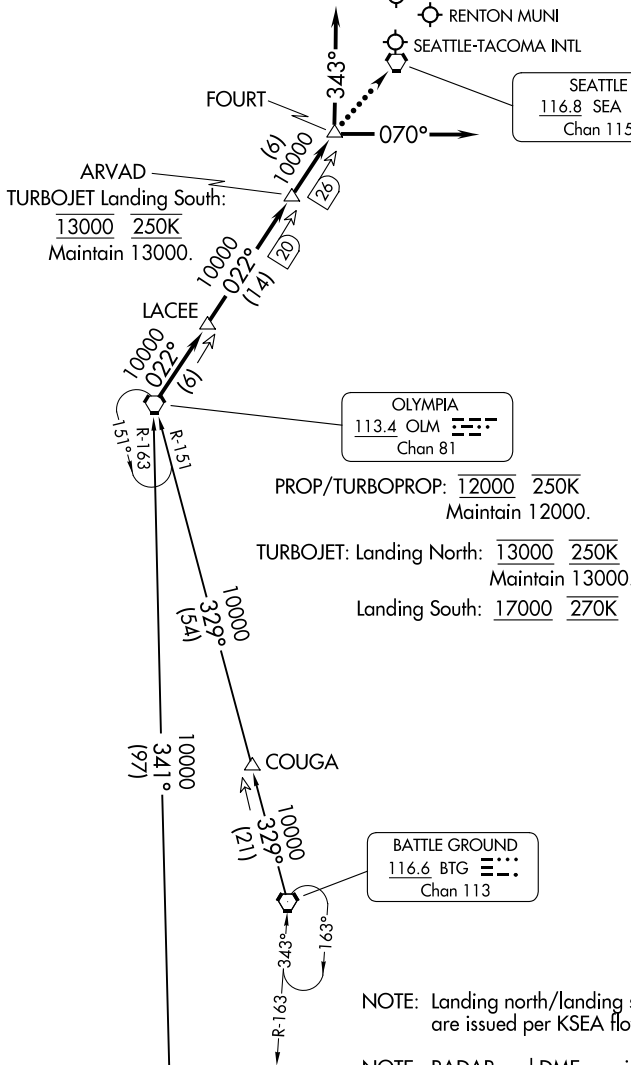 RENTON MUNI
SEATTLE-TACOMA INTL
343°
SEATTLE
116.8 SEA
Chan 115
FOURT
070°
(6)
10000
26
ARVAD
TURBOJET Landing South:
13000 250K
Maintain 13000.
20
10000
022°
(14)
LACEE
10000
022°
(6)
OLYMPIA
113.4 OLM
Chan 81
151°
R-163
R-151
PROP/TURBOPROP: 12000 250K
Maintain 12000.
TURBOJET: Landing North: 13000 250K
Maintain 13000.
Landing South: 17000 270K
10000
329°
(54)
10000
341°
(97)
COUGA
10000
329°
(21)
BATTLE GROUND
116.6 BTG
Chan 113
343°
163°
R-163
NOTE: Landing north/landing
are issued per KSEA
NOTE: RADAR and DME